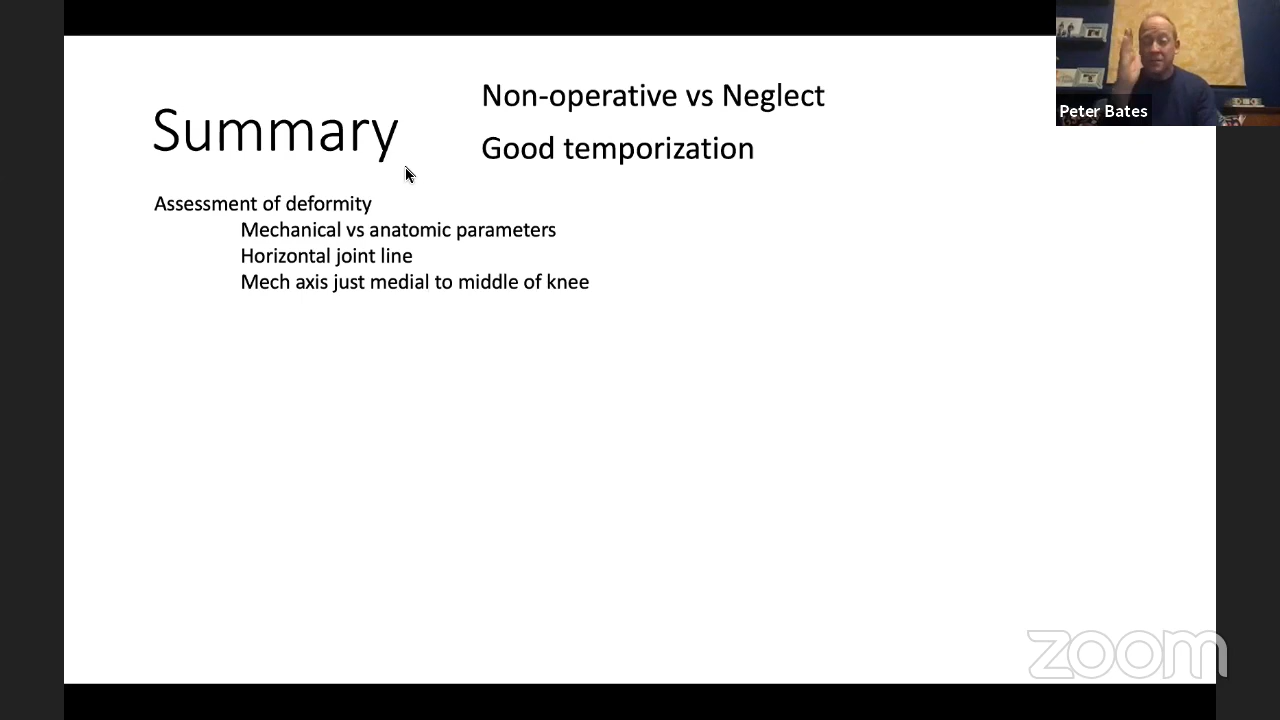 Non-operative vs Neglect
Summary
Good temporization
Assessment of deformity
Mechanical vs anatomic parameters
Horizontal joint line
Mech axis just medial to middle of knee
Peter Bates
zoom